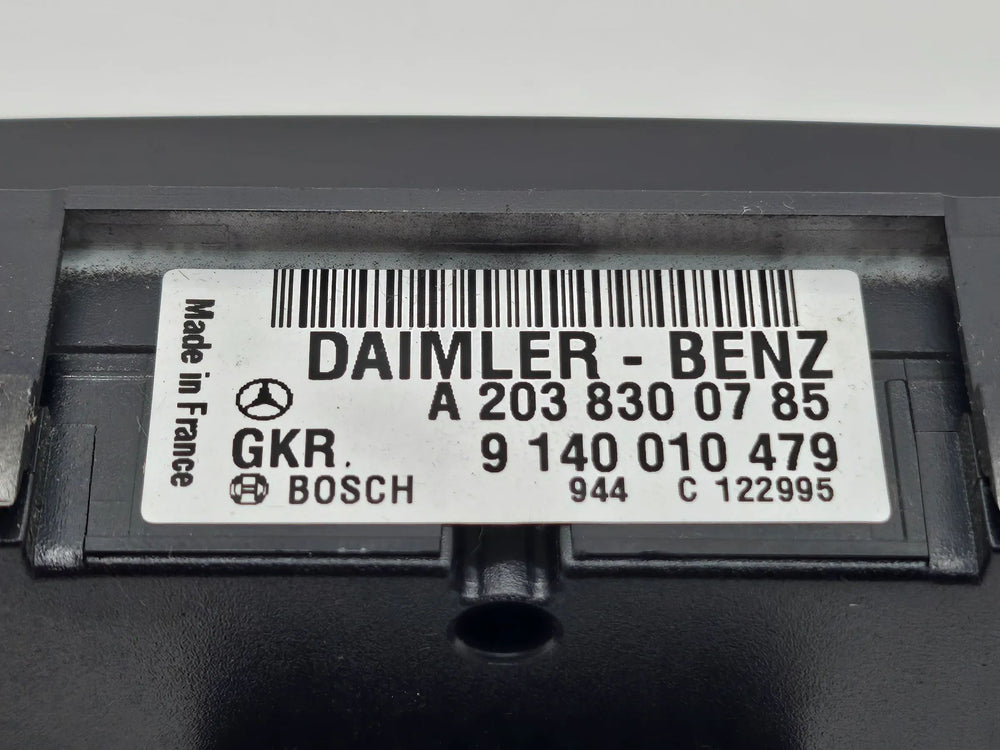 Made in France
DAIMLER - BENZ
A 203 830 07 85
GKR. 9 140 010 479
BOSCH 944 C 122995